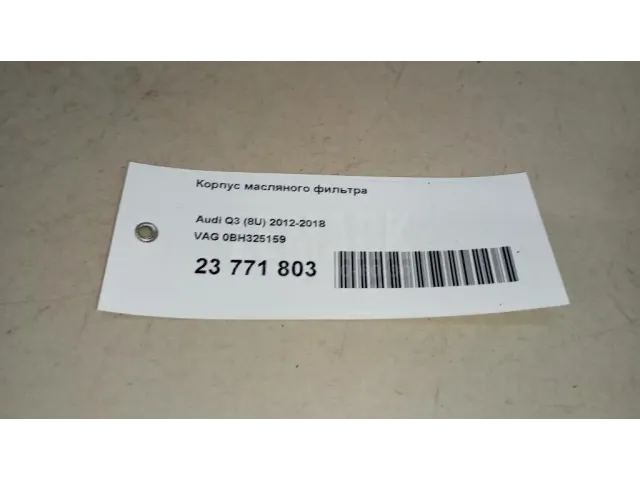 Корпус масляного фильтра
Audi Q3 (8U) 2012-2018
VAG 0BH325159
23 771 803